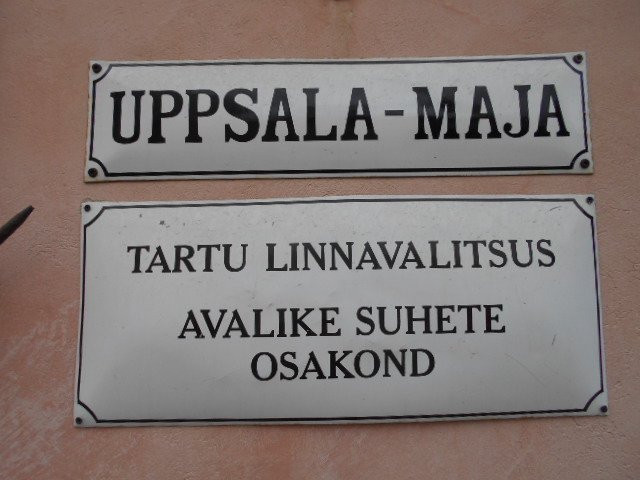 UPPSALA-MAJA
TARTU LINNAVALITSUS
AVALIKE SUHETE
OSAKOND